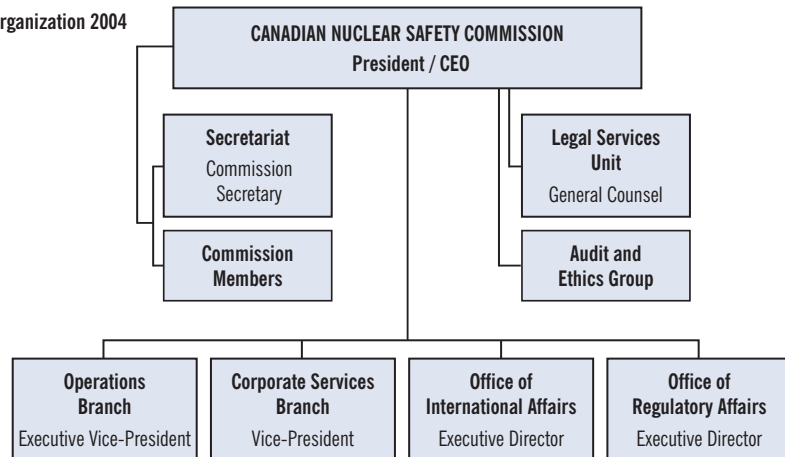 rganization 2004
CANADIAN NUCLEAR SAFETY COMMISSION
President / CEO
Secretariat
Commission
Secretary
Legal Services
Unit
General Counsel
Commission
Members
Audit and
Ethics Group
Operations
Branch
Executive Vice-President
Corporate Services
Branch
Vice-President
Office of
International Affairs
Executive Director
Office of
Regulatory Affairs
Executive Director